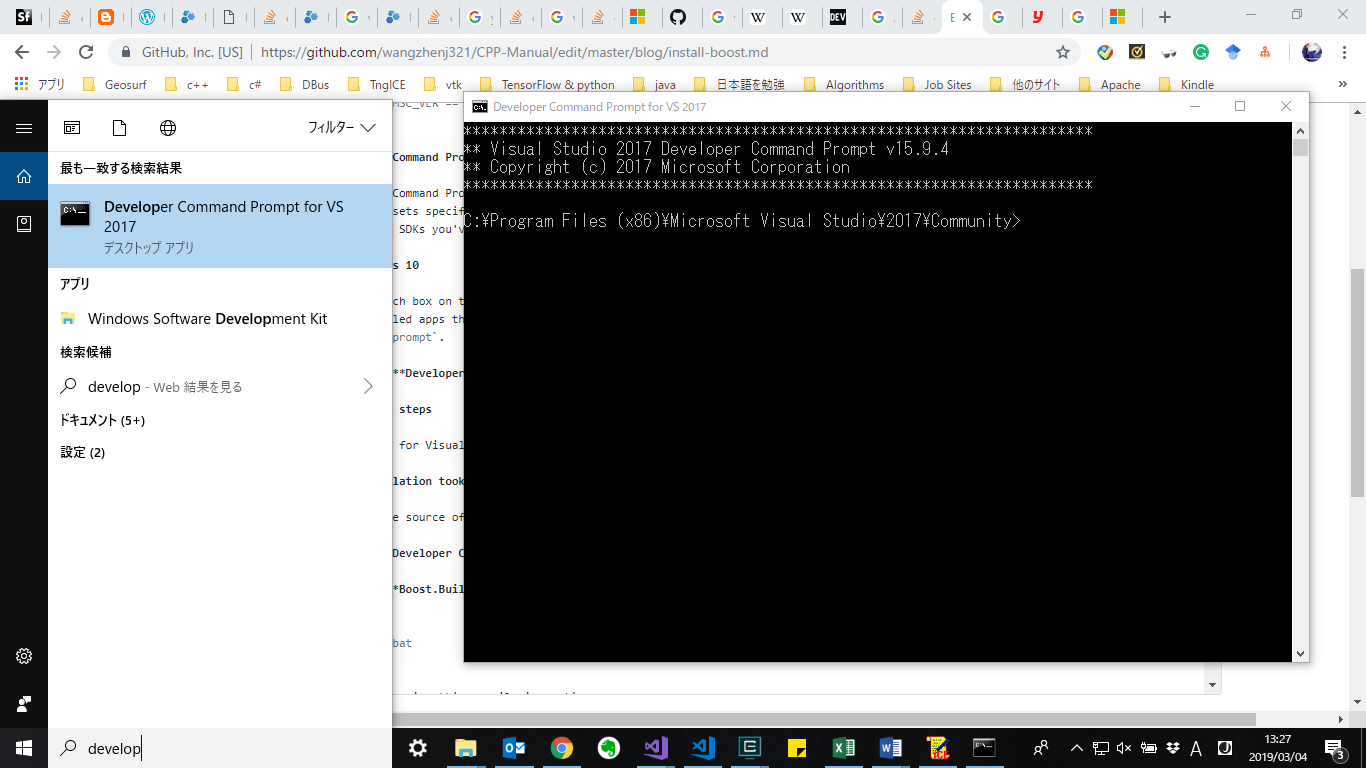 GitHub, Inc. [US]
https://github.com/wangzhenj321/CPP-Manual/edit/master/blog/install-boost.md
アプリ
Geosurf
c++
c#
DBus
TngICE
vtk
TensorFlow & python
java
日本語を勉強
Algorithms
Job Sites
他のサイト
Apache
Kindle
»
フィルター
最も一致する検索結果
Developer Command Prompt for VS
2017
デスクトップ アプリ
アプリ
Windows Software Development Kit
検索候補
develop - Web 結果を見る
ドキュメント (5+)
設定 (2)
develop
MSC_VER ==
Command Pro
Command Pro
sets specif
SDKs you'v
s 10
ch box on t
led apps th
prompt`.
**Developer
steps
for Visual
lation took
e source of
Developer C
*Boost.Buil
bat
Developer Command Prompt for VS 2017
**********************************************************************
** Visual Studio 2017 Developer Command Prompt v15.9.4
** Copyright (c) 2017 Microsoft Corporation
**********************************************************************
C:¥Program Files (x86)¥Microsoft Visual Studio¥2017¥Community>
A
13:27
2019/03/04
3